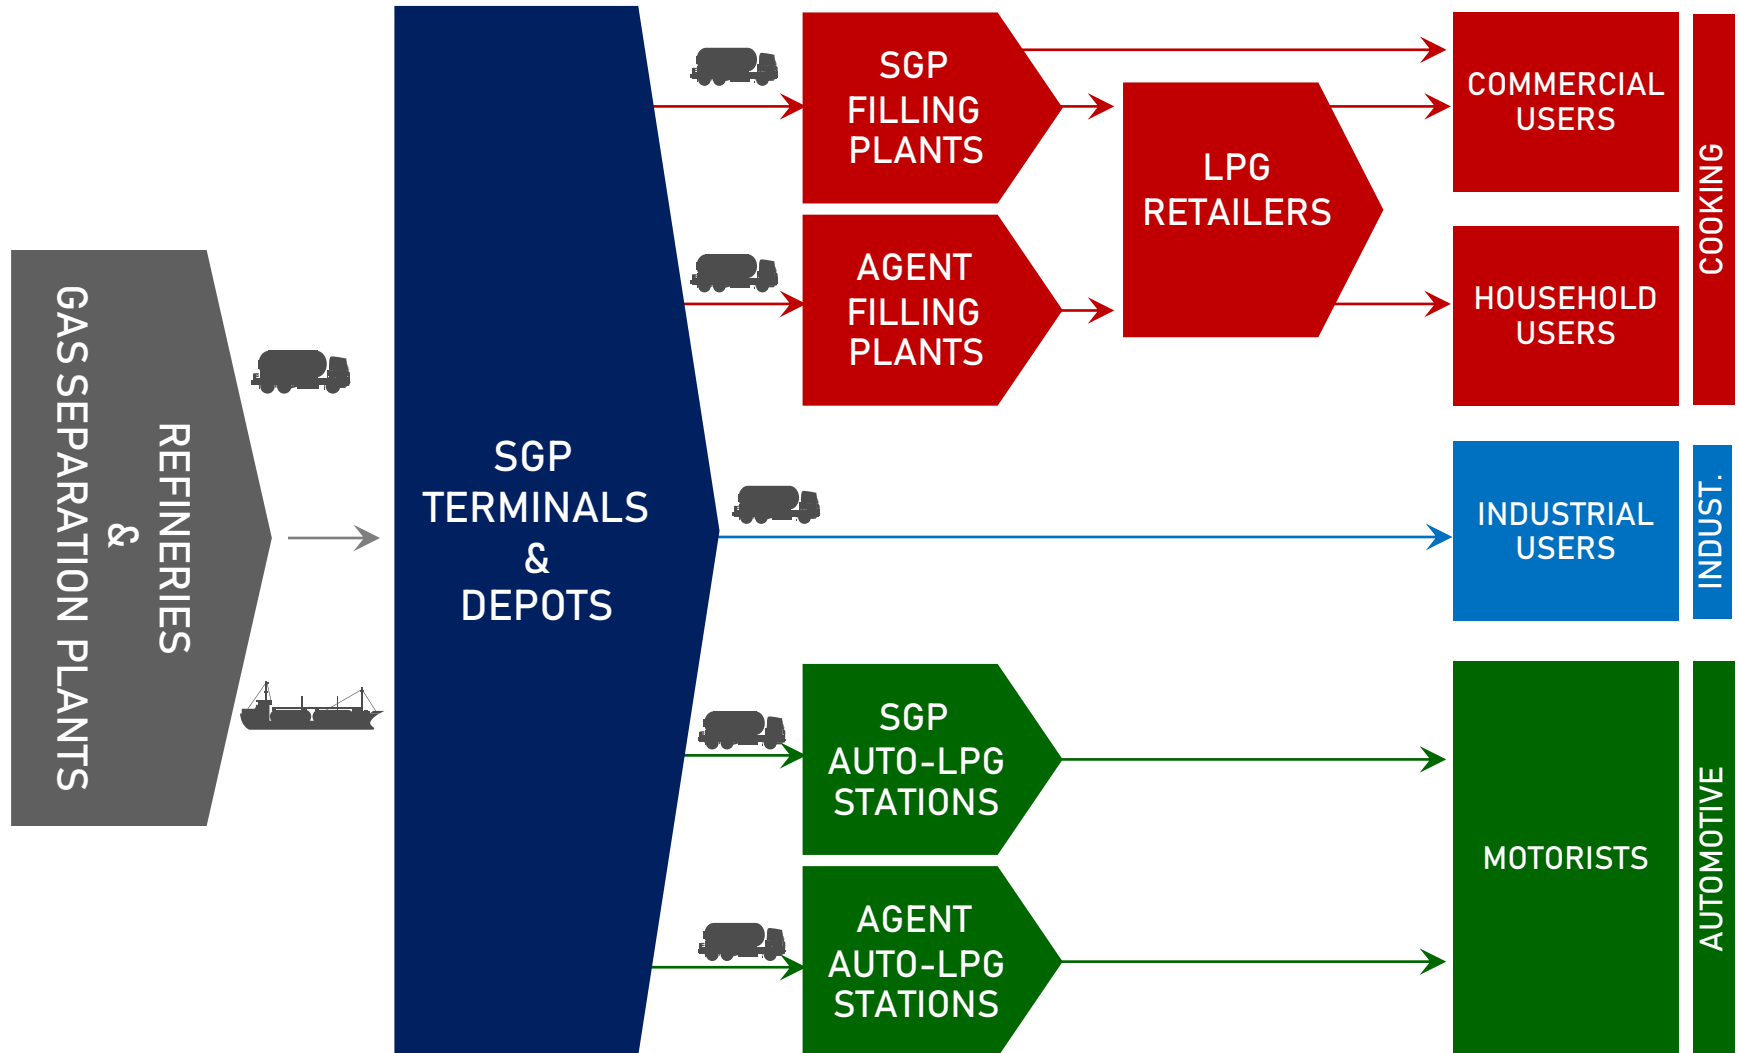 GAS SEPARATION PLANTS
&
REFINERIES
SGP
TERMINALS
&
DEPOTS
SGP
FILLING
PLANTS
AGENT
FILLING
PLANTS
LPG
RETAILERS
COMMERCIAL
USERS
HOUSEHOLD
USERS
COOKING
INDUSTRIAL
USERS
INDUST.
SGP
AUTO-LPG
STATIONS
AGENT
AUTO-LPG
STATIONS
MOTORISTS
AUTOMOTIVE